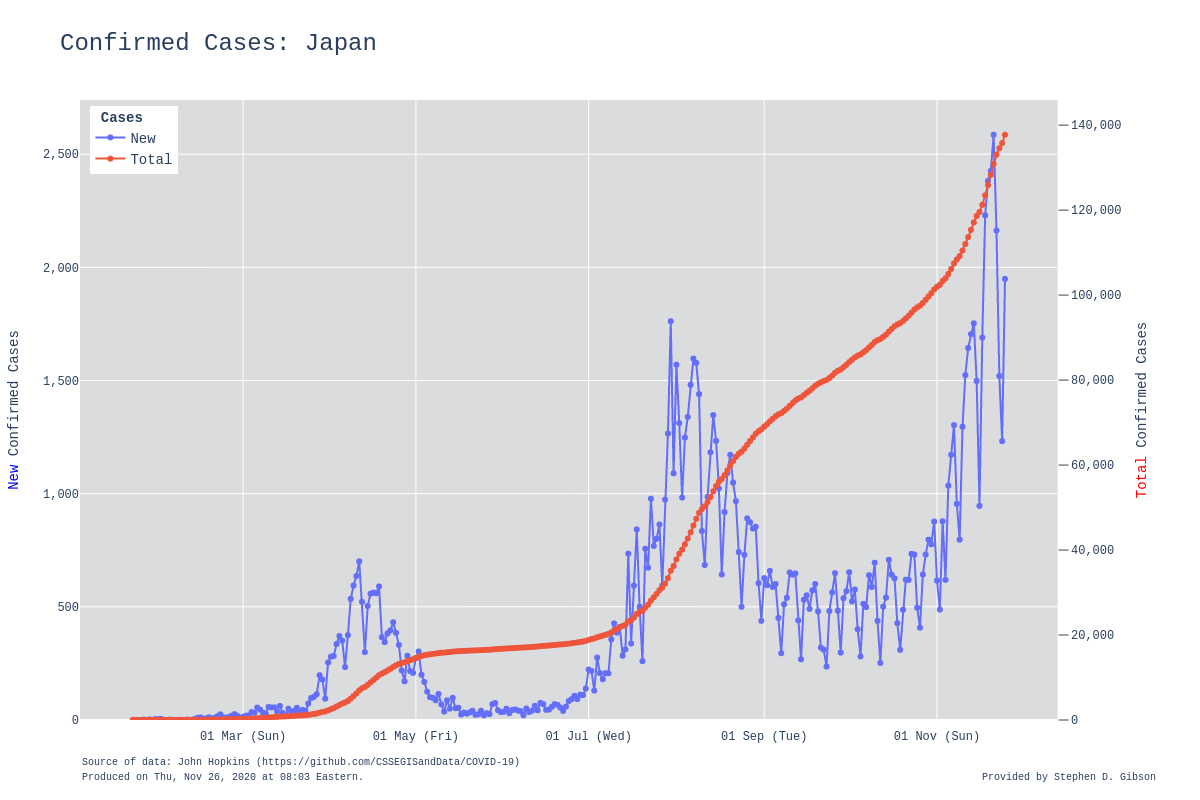 Confirmed Cases: Japan
Cases
New
Total
2,500
2,000
1,500
1,000
500
0
140,000
120,000
100,000
80,000
60,000
40,000
20,000
0
New Confirmed Cases
Total Confirmed Cases
01 Mar (Sun) 01 May (Fri) 01 Jul (Wed) 01 Sep (Tue) 01 Nov (Sun)
Source of data: John Hopkins (https://github.com/CSSEGISandData/COVID-19)
Produced on Thu, Nov 26, 2020 at 08:03 Eastern.
Provided by Stephen D. Gibson